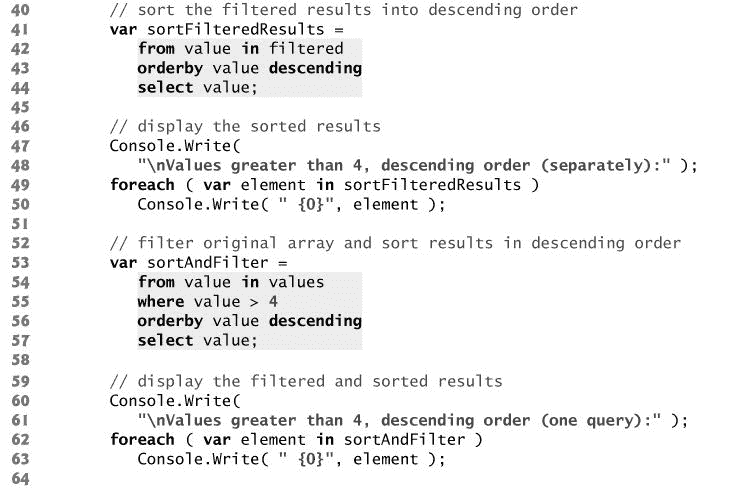 40 // sort the filtered results into descending order
41 var sortFilteredResults =
42 from value in filtered
43 orderby value descending
44 select value;
45
46 // display the sorted results
47 Console.Write(
48 "\nValues greater than 4, descending order (separately):" );
49 foreach ( var element in sortFilteredResults )
50 Console.Write( " {0}", element );
51
52 // filter original array and sort results in descending order
53 var sortAndFilter =
54 from value in values
55 where value > 4
56 orderby value descending
57 select value;
58
59 // display the filtered and sorted results
60 Console.Write(
61 "\nValues greater than 4, descending order (one query):" );
62 foreach ( var element in sortAndFilter )
63 Console.Write( " {0}", element );
64